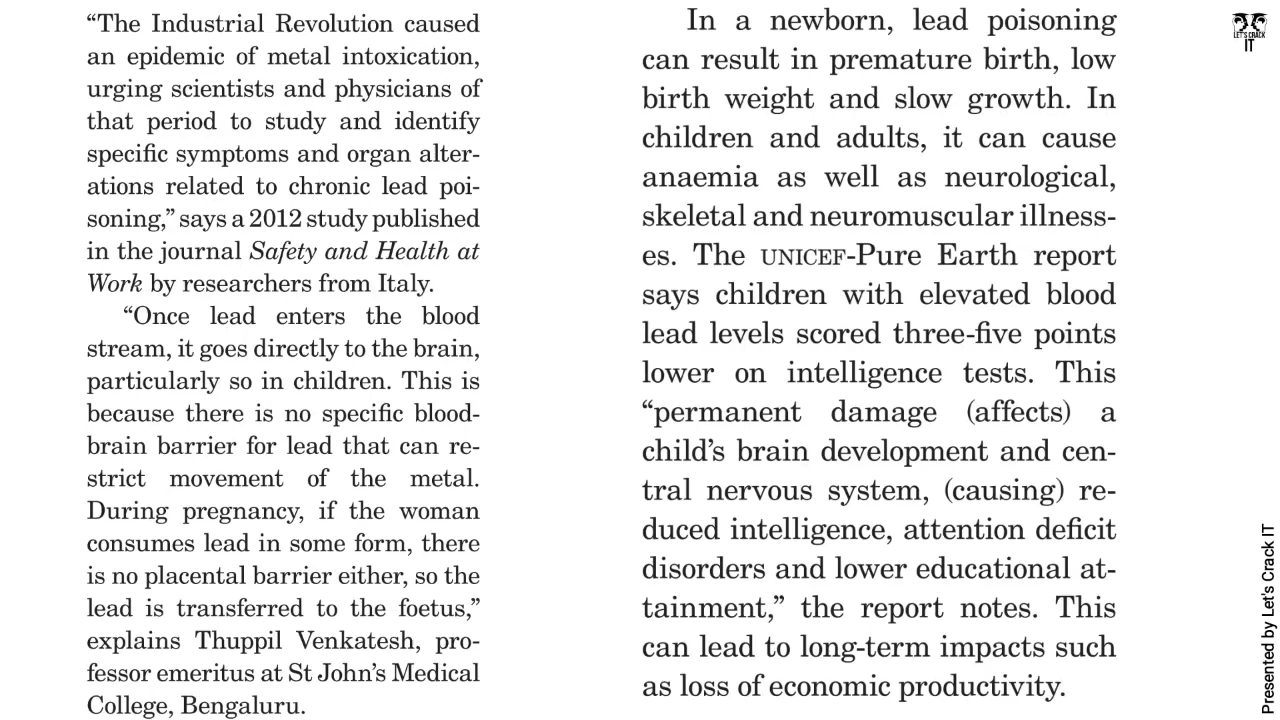 “The Industrial Revolution caused
an epidemic of metal intoxication,
urging scientists and physicians of
that period to study and identify
specific symptoms and organ alter-
ations related to chronic lead poi-
soning,” says a 2012 study published
in the journal Safety and Health at
Work by researchers from Italy.
“Once lead enters the blood
stream, it goes directly to the brain,
particularly so in children. This is
because there is no specific blood-
brain barrier for lead that can re-
strict movement of the metal.
During pregnancy, if the woman
consumes lead in some form, there
is no placental barrier either, so the
lead is transferred to the foetus,”
explains Thuppil Venkatesh, pro-
fessor emeritus at St John’s Medical
College, Bengaluru.
In a newborn, lead poisoning
can result in premature birth, low
birth weight and slow growth. In
children and adults, it can cause
anaemia as well as neurological,
skeletal and neuromuscular illness-
es. The UNICEF-Pure Earth report
says children with elevated blood
lead levels scored three-five points
lower on intelligence tests. This
“permanent damage (affects) a
child’s brain development and cen-
tral nervous system, (causing) re-
duced intelligence, attention deficit
disorders and lower educational at-
tainment,” the report notes. This
can lead to long-term impacts such
as loss of economic productivity.
LET'S CRACK
IT
Presented by Let's Crack IT